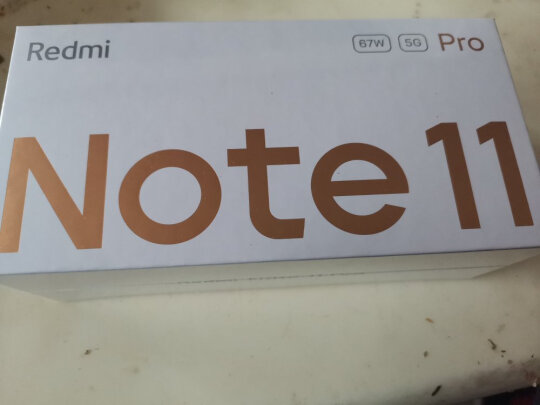 Redmi 67W 5G Pro
Note 11